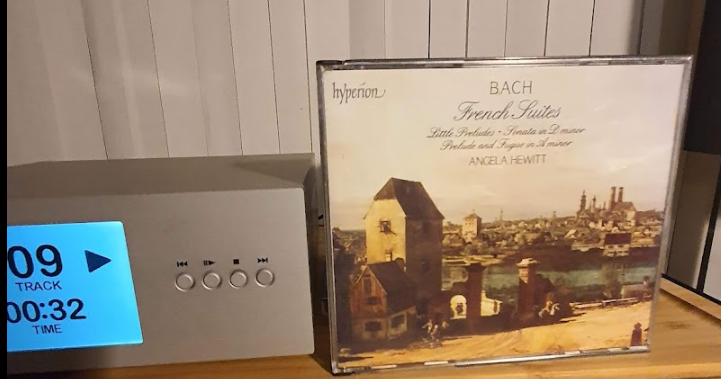 hyperion
BACH
French Suites
Little Preludes • Sonata in D minor
Prelude and Fugue in A minor
ANGELA HEWITT
09
TRACK
00:32
TIME